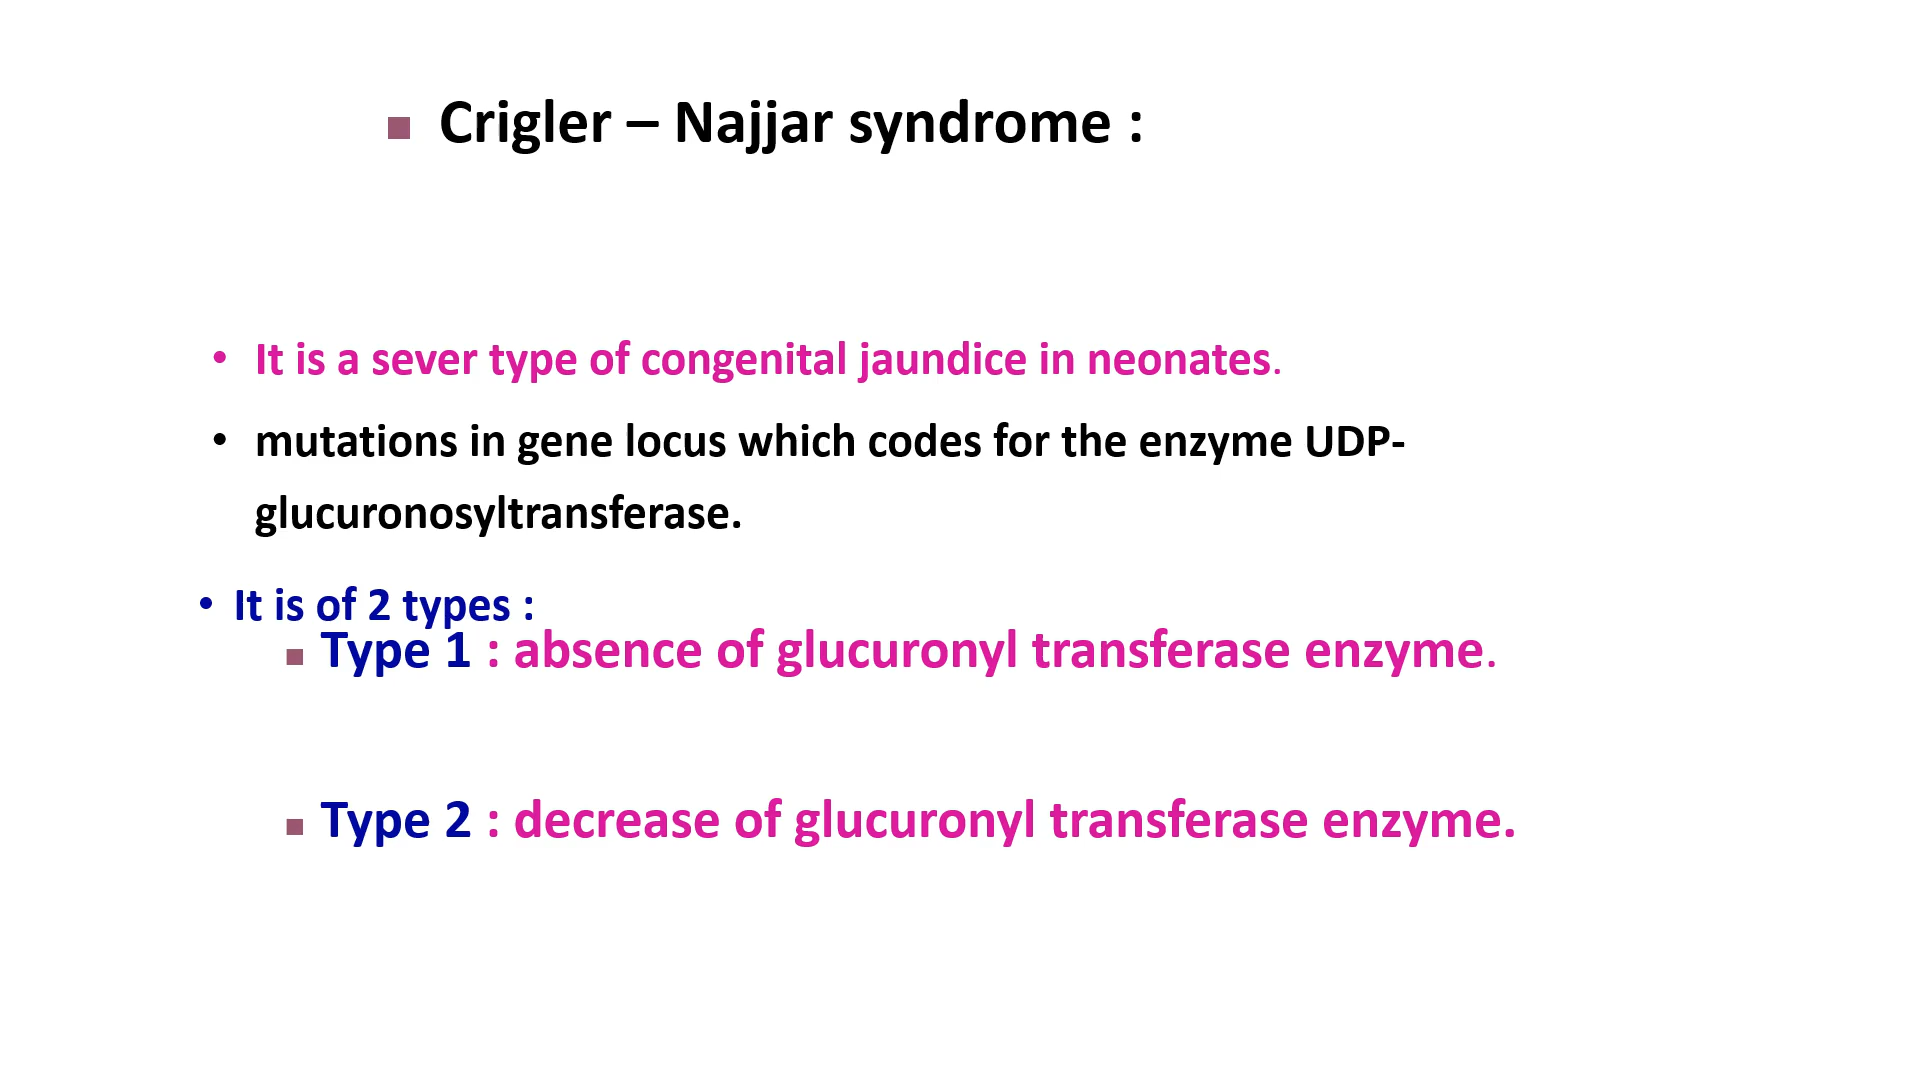 ▪ Crigler – Najjar syndrome :
• It is a sever type of congenital jaundice in neonates.
• mutations in gene locus which codes for the enzyme UDP-
glucuronosyltransferase.
• It is of 2 types :
▪ Type 1 : absence of glucuronyl transferase enzyme.
▪ Type 2 : decrease of glucuronyl transferase enzyme.